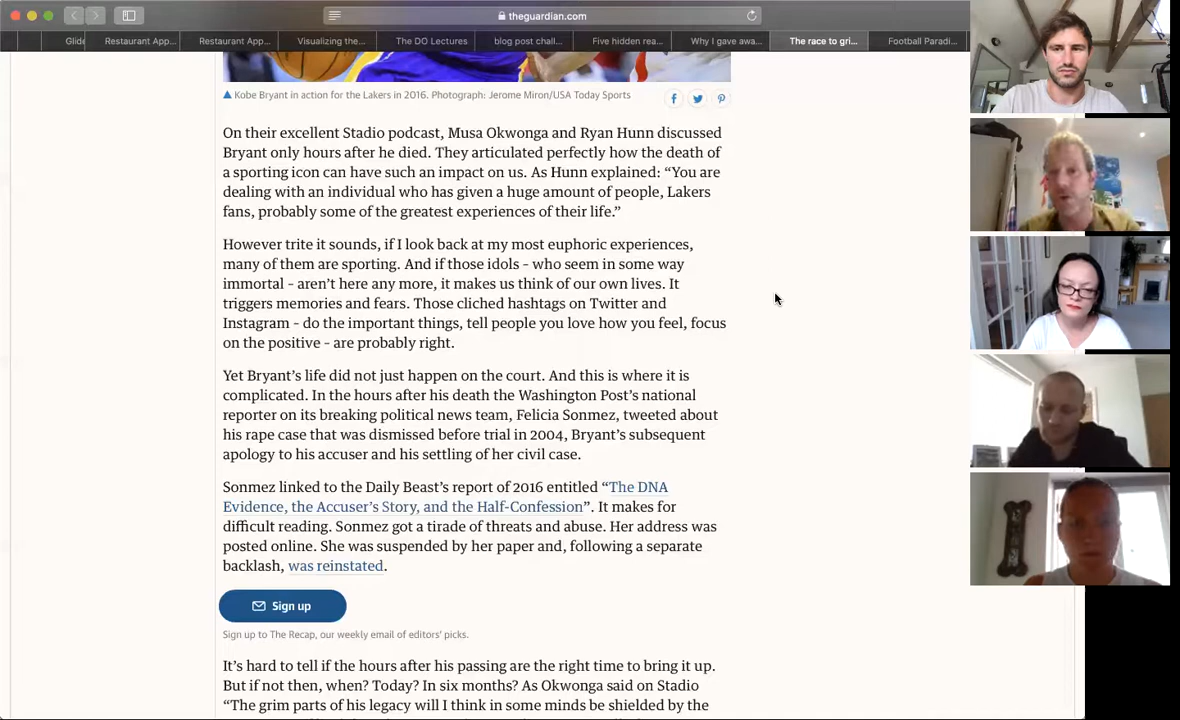 theguardian.com
Glide
Restaurant App...
Restaurant App...
Visualizing the...
The DO Lectures
blog post chall...
Five hidden rea...
Why I gave awa...
The race to gri...
Football Paradi...
Kobe Bryant in action for the Lakers in 2016. Photograph: Jerome Miron/USA Today Sports
On their excellent Stadio podcast, Musa Okwonga and Ryan Hunn discussed
Bryant only hours after he died. They articulated perfectly how the death of
a sporting icon can have such an impact on us. As Hunn explained: “You are
dealing with an individual who has given a huge amount of people, Lakers
fans, probably some of the greatest experiences of their life.”
However trite it sounds, if I look back at my most euphoric experiences,
many of them are sporting. And if those idols – who seem in some way
immortal – aren’t here any more, it makes us think of our own lives. It
triggers memories and fears. Those cliched hashtags on Twitter and
Instagram – do the important things, tell people you love how you feel, focus
on the positive – are probably right.
Yet Bryant’s life did not just happen on the court. And this is where it is
complicated. In the hours after his death the Washington Post’s national
reporter on its breaking political news team, Felicia Sonmez, tweeted about
his rape case that was dismissed before trial in 2004, Bryant’s subsequent
apology to his accuser and his settling of her civil case.
Sonmez linked to the Daily Beast’s report of 2016 entitled “The DNA
Evidence, the Accuser’s Story, and the Half-Confession”. It makes for
difficult reading. Sonmez got a tirade of threats and abuse. Her address was
posted online. She was suspended by her paper and, following a separate
backlash, was reinstated.
Sign up
Sign up to The Recap, our weekly email of editors’ picks.
It’s hard to tell if the hours after his passing are the right time to bring it up.
But if not then, when? Today? In six months? As Okwonga said on Stadio
“The grim parts of his legacy will I think in some minds be shielded by the